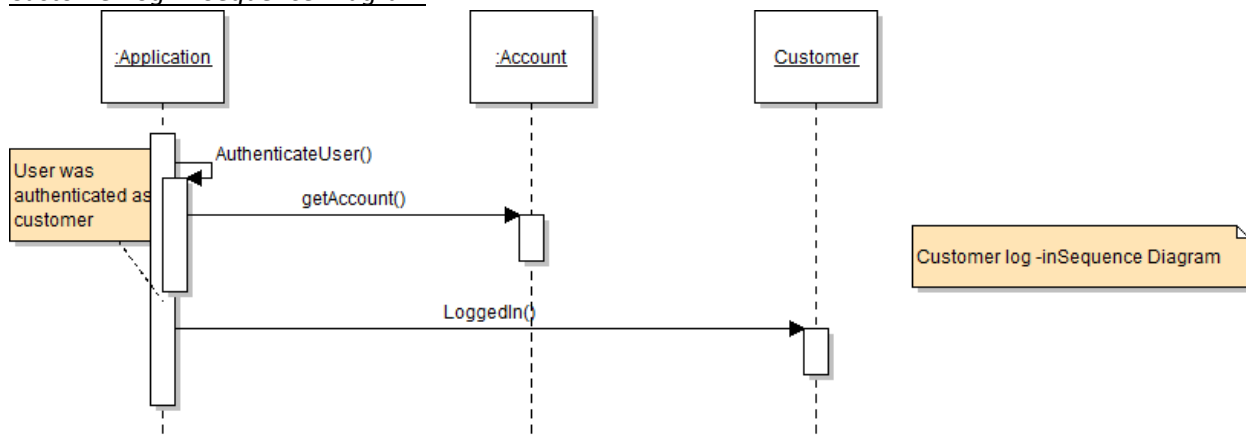 :Application
:Account
Customer
AuthenticateUser()
User was
authenticated as
customer
getAccount()
Customer log -inSequence Diagram
LoggedIn()